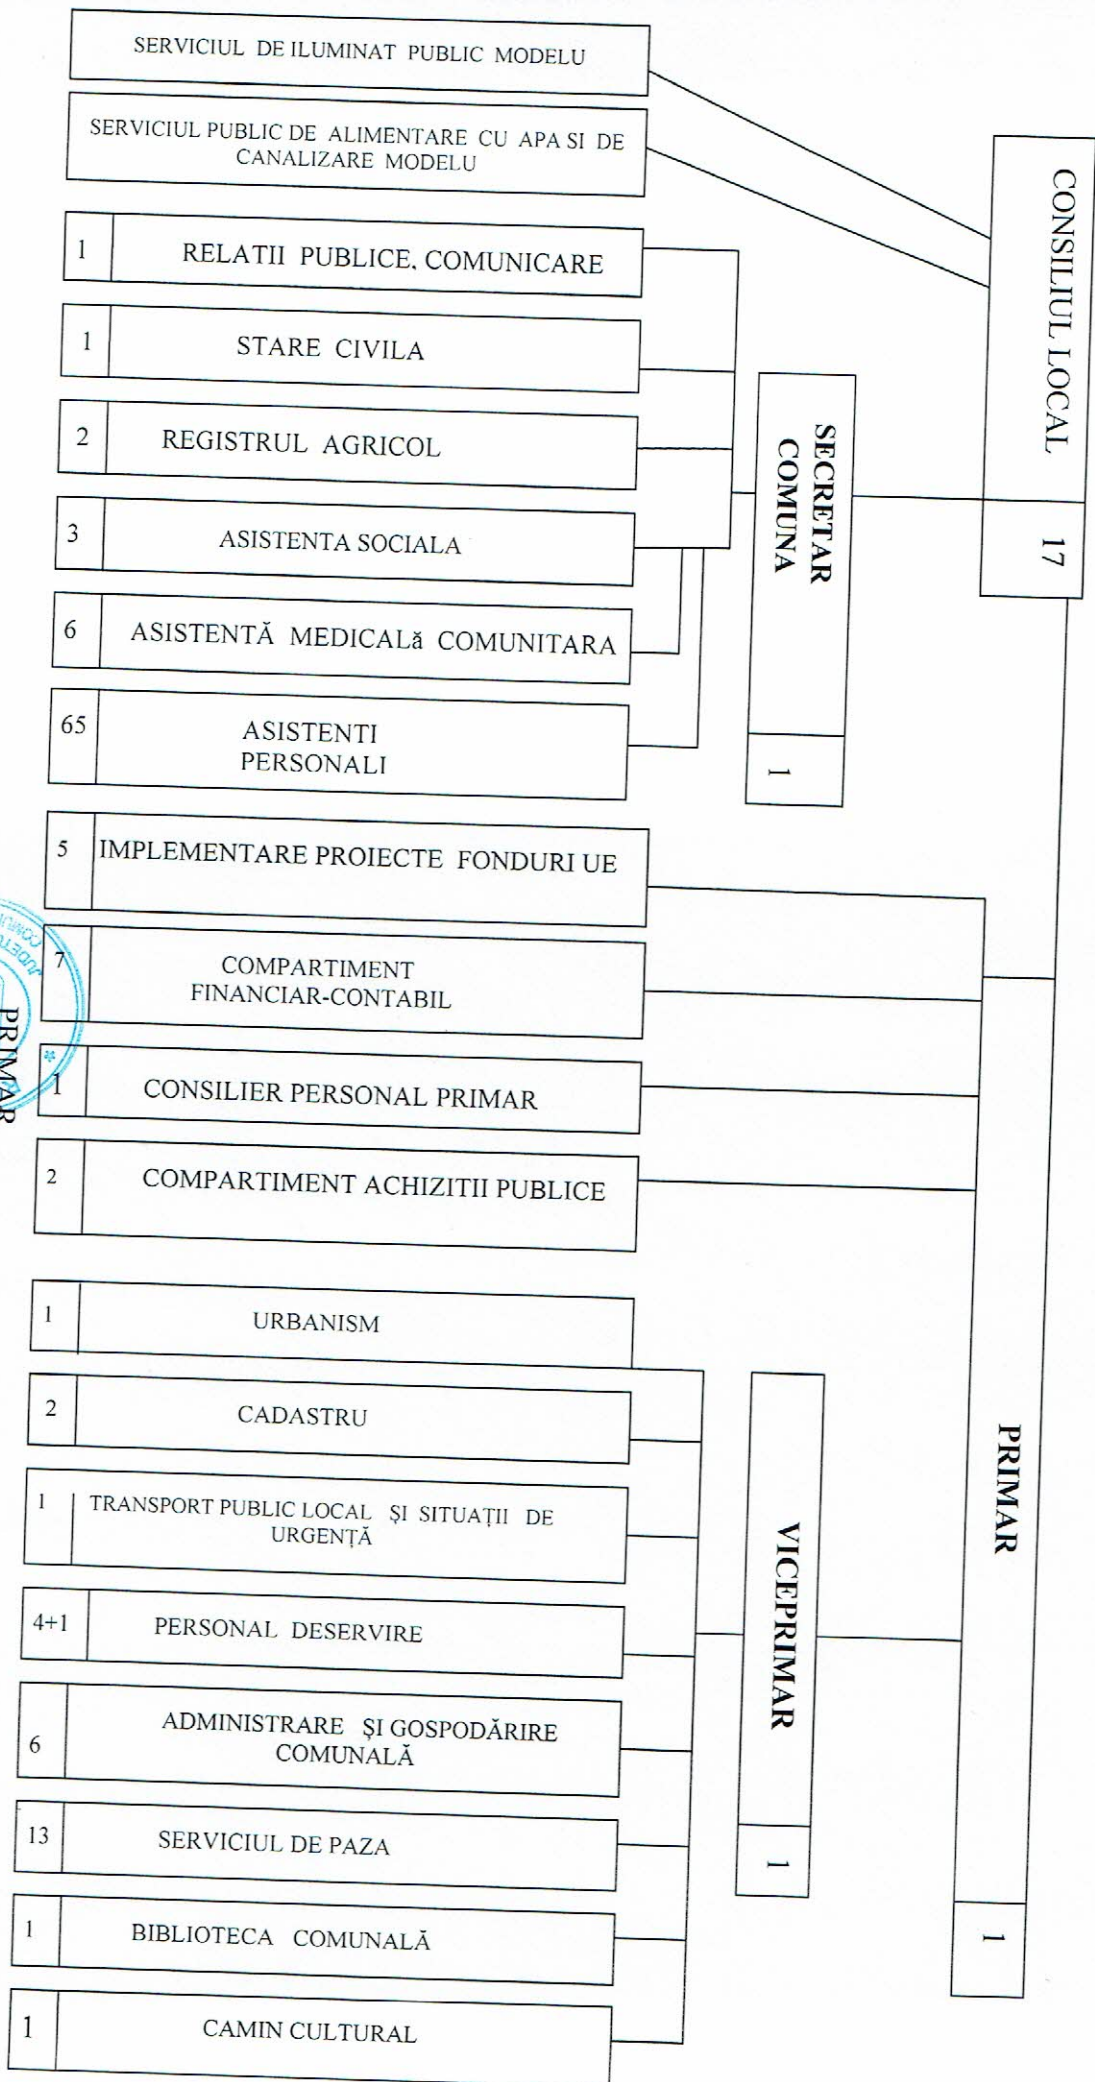 SERVICIUL DE ILUMINAT PUBLIC MODELU
SERVICIUL PUBLIC DE ALIMENTARE CU APA SI DE
CANALIZARE MODELU
CONSILIUL LOCAL
17
1
RELATII PUBLICE, COMUNICARE
1
STARE CIVILA
2
REGISTRUL AGRICOL
3
ASISTENTA SOCIALA
6
ASISTENTĂ MEDICALă COMUNITARA
65
ASISTENTI
PERSONALI
SECRETAR
COMUNA
1
5
IMPLEMENTARE PROIECTE FONDURI UE
7
COMPARTIMENT
FINANCIAR-CONTABIL
1
CONSILIER PERSONAL PRIMAR
2
COMPARTIMENT ACHIZITII PUBLICE
PRIMAR
1
1
URBANISM
2
CADASTRU
1
TRANSPORT PUBLIC LOCAL ȘI SITUAȚII DE
URGENȚĂ
4+1
PERSONAL DESERVIRE
6
ADMINISTRARE ȘI GOSPODĂRIRE
COMUNALĂ
13
SERVICIUL DE PAZA
1
BIBLIOTECA COMUNALĂ
1
CAMIN CULTURAL
VICEPRIMAR
1
PRIMAR